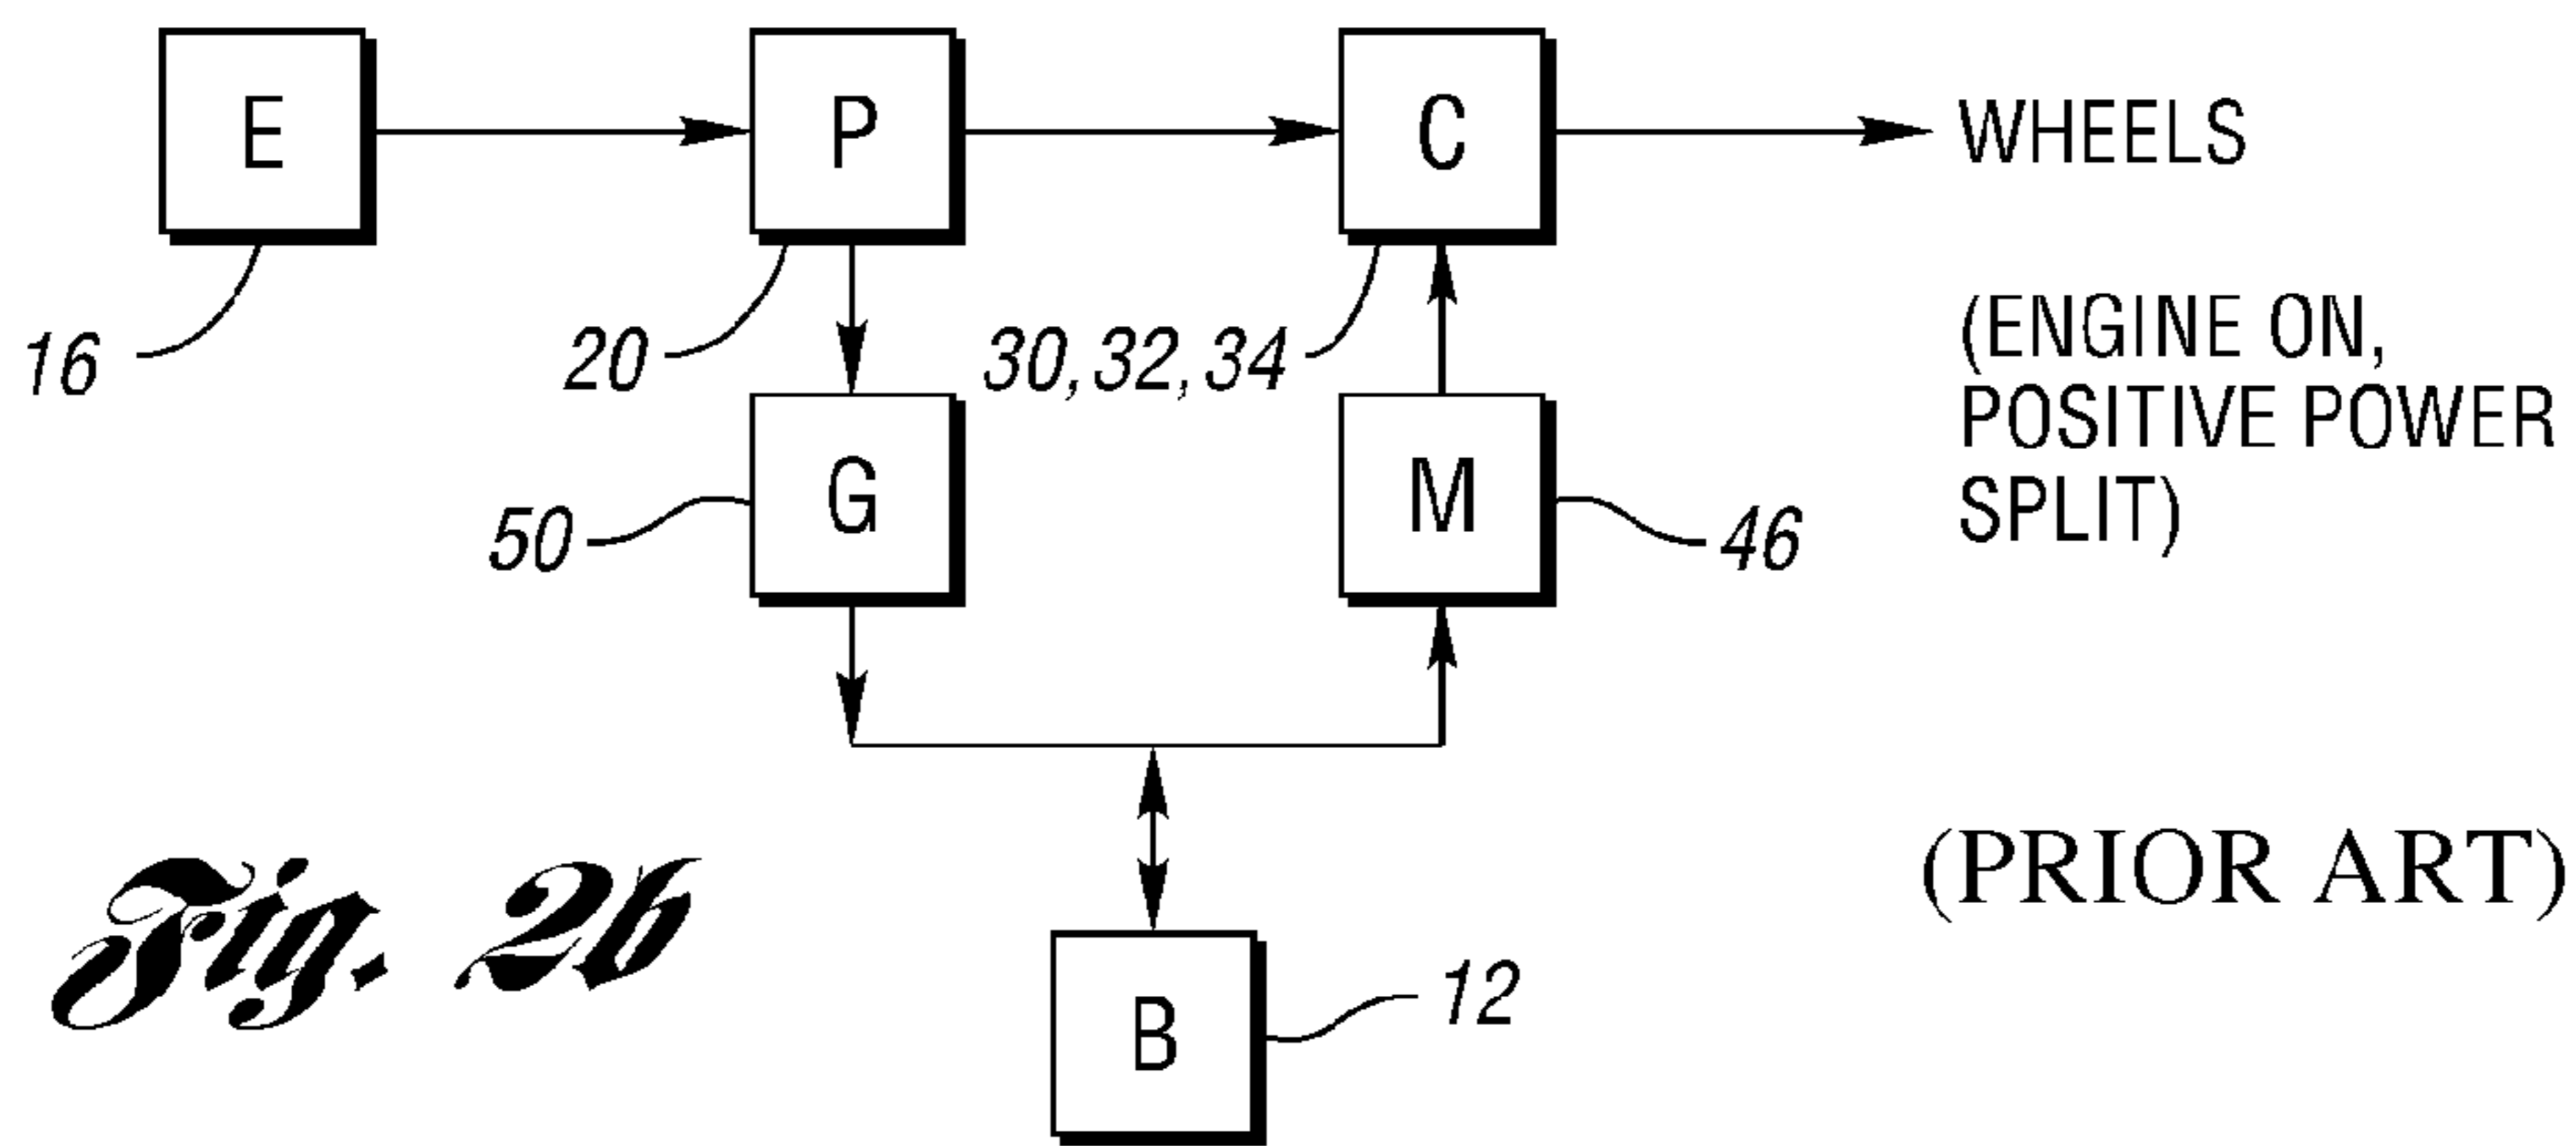 E
P
C
WHEELS
16
20
30, 32, 34
(ENGINE ON,
POSITIVE POWER
SPLIT)
G
M
50
46
(PRIOR ART)
Fig. 2b
B
12